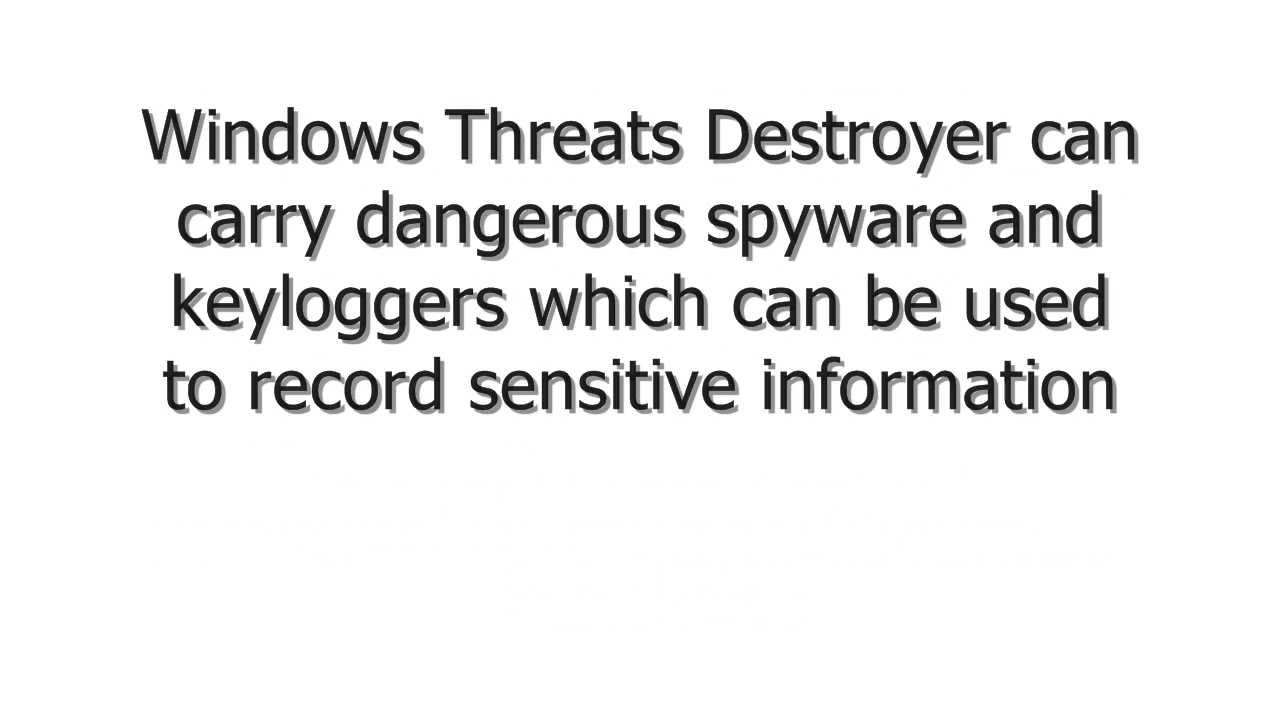 Windows Threats Destroyer can
carry dangerous spyware and
keyloggers which can be used
to record sensitive information